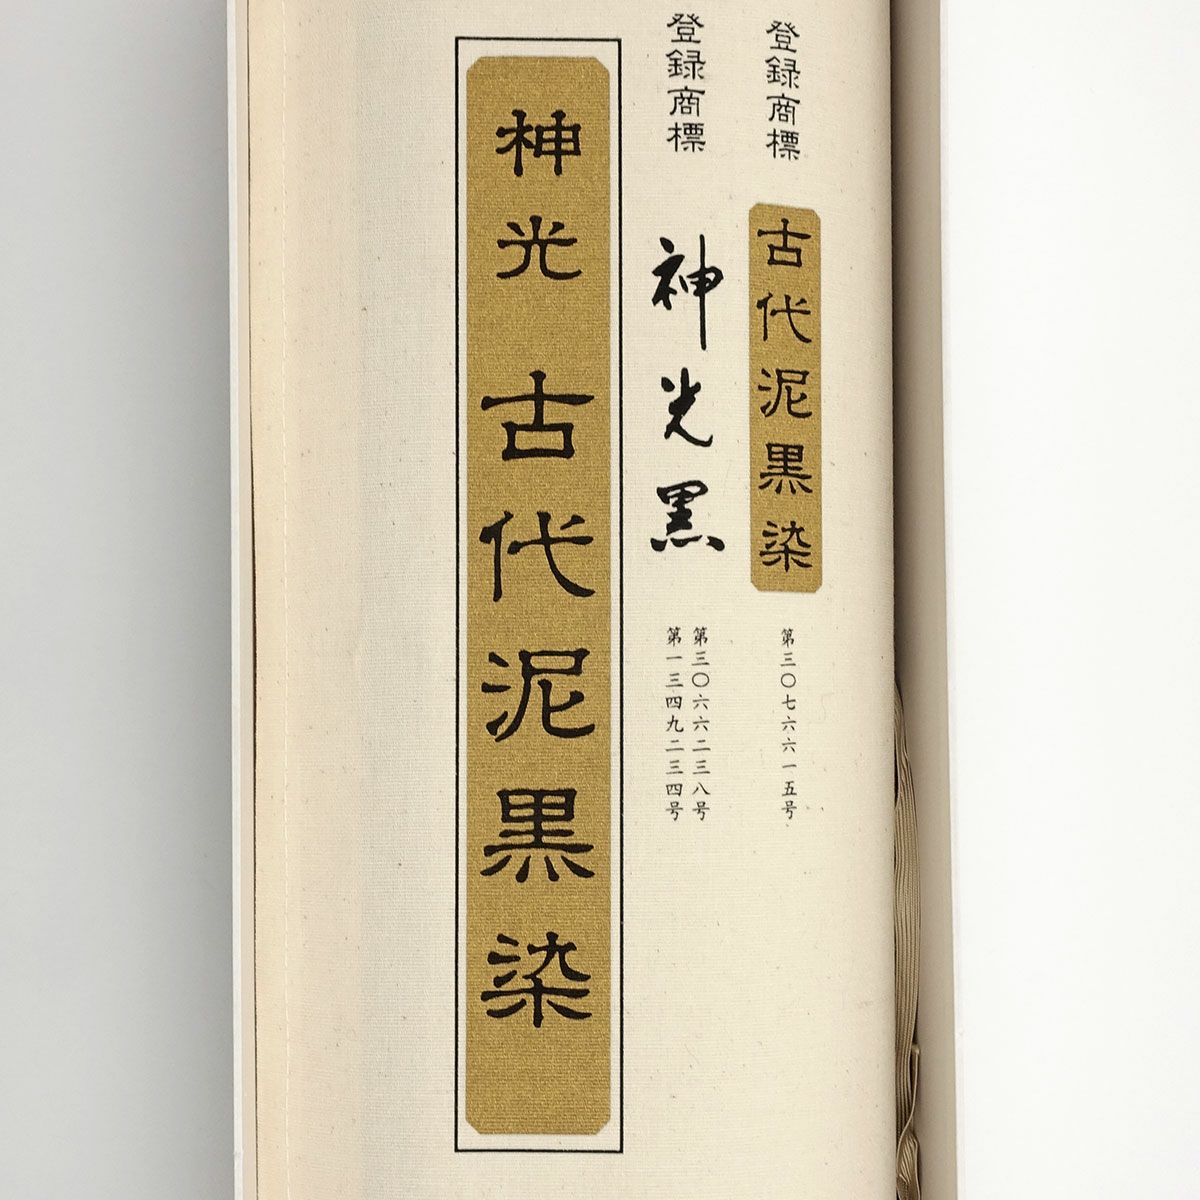 登録商標
古代泥黒染
第三〇七六六一五号
登録商標
神光黒
第三〇六六二三八号
第一三四九二三四号
神光 古代泥黒染